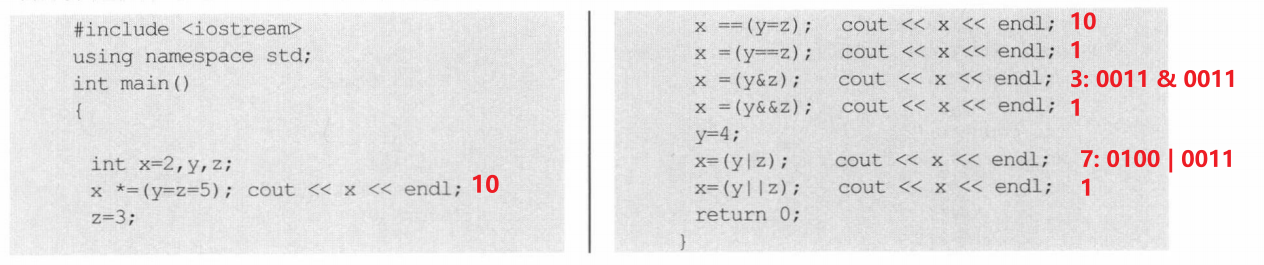 #include <iostream>
using namespace std;
int main()
{
int x=2,y,z;
x *=(y=z=5); cout << x << endl; 10
z=3;
x ==(y=z); cout << x << endl; 10
x =(y==z); cout << x << endl; 1
x =(y&z); cout << x << endl; 3: 0011 & 0011
x =(y&&z); cout << x << endl; 1
y=4;
x=(y|z); cout << x << endl; 7: 0100 | 0011
x=(y||z); cout << x << endl; 1
return 0;
}